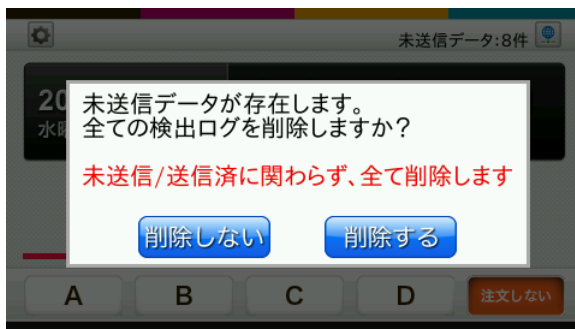 未送信データ:8件
20
水曜
未送信データが存在します。
全ての検出ログを削除しますか？
未送信/送信済に関わらず、全て削除します
削除しない
削除する
A
B
C
D
注文しない